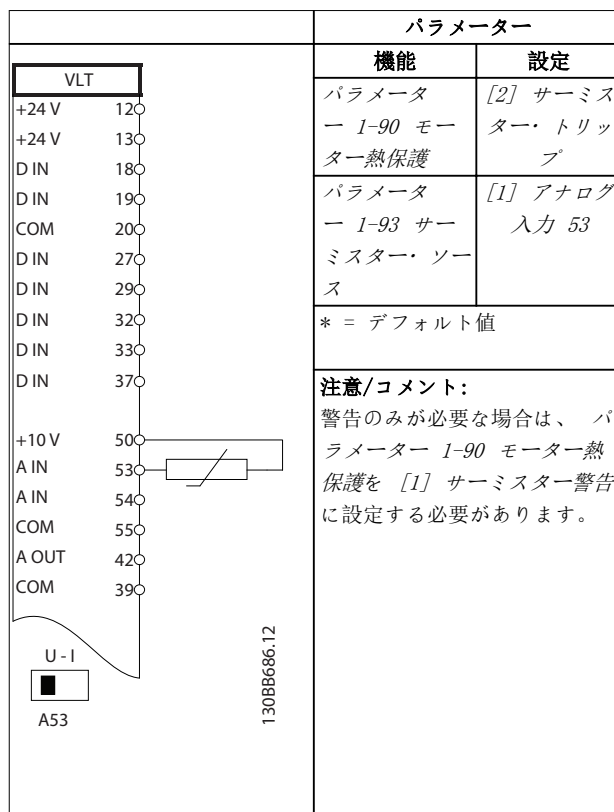 パラメーター
機能 設定
VLT
+24 V 12
+24 V 13
D IN 18
D IN 19
COM 20
D IN 27
D IN 29
D IN 32
D IN 33
D IN 37
+10 V 50
A IN 53
A IN 54
COM 55
A OUT 42
COM 39
U - I
A53
130BB686.12
パラメータ
ー 1-90 モー
ター熱保護
[2] サーミス
ター・トリッ
プ
パラメータ
ー 1-93 サー
ミスター・ソー
ス
[1] アナログ
入力 53
* = デフォルト値
注意/コメント:
警告のみが必要な場合は、 パ
ラメーター 1-90 モーター熱
保護を [1] サーミスター警告
に設定する必要があります。